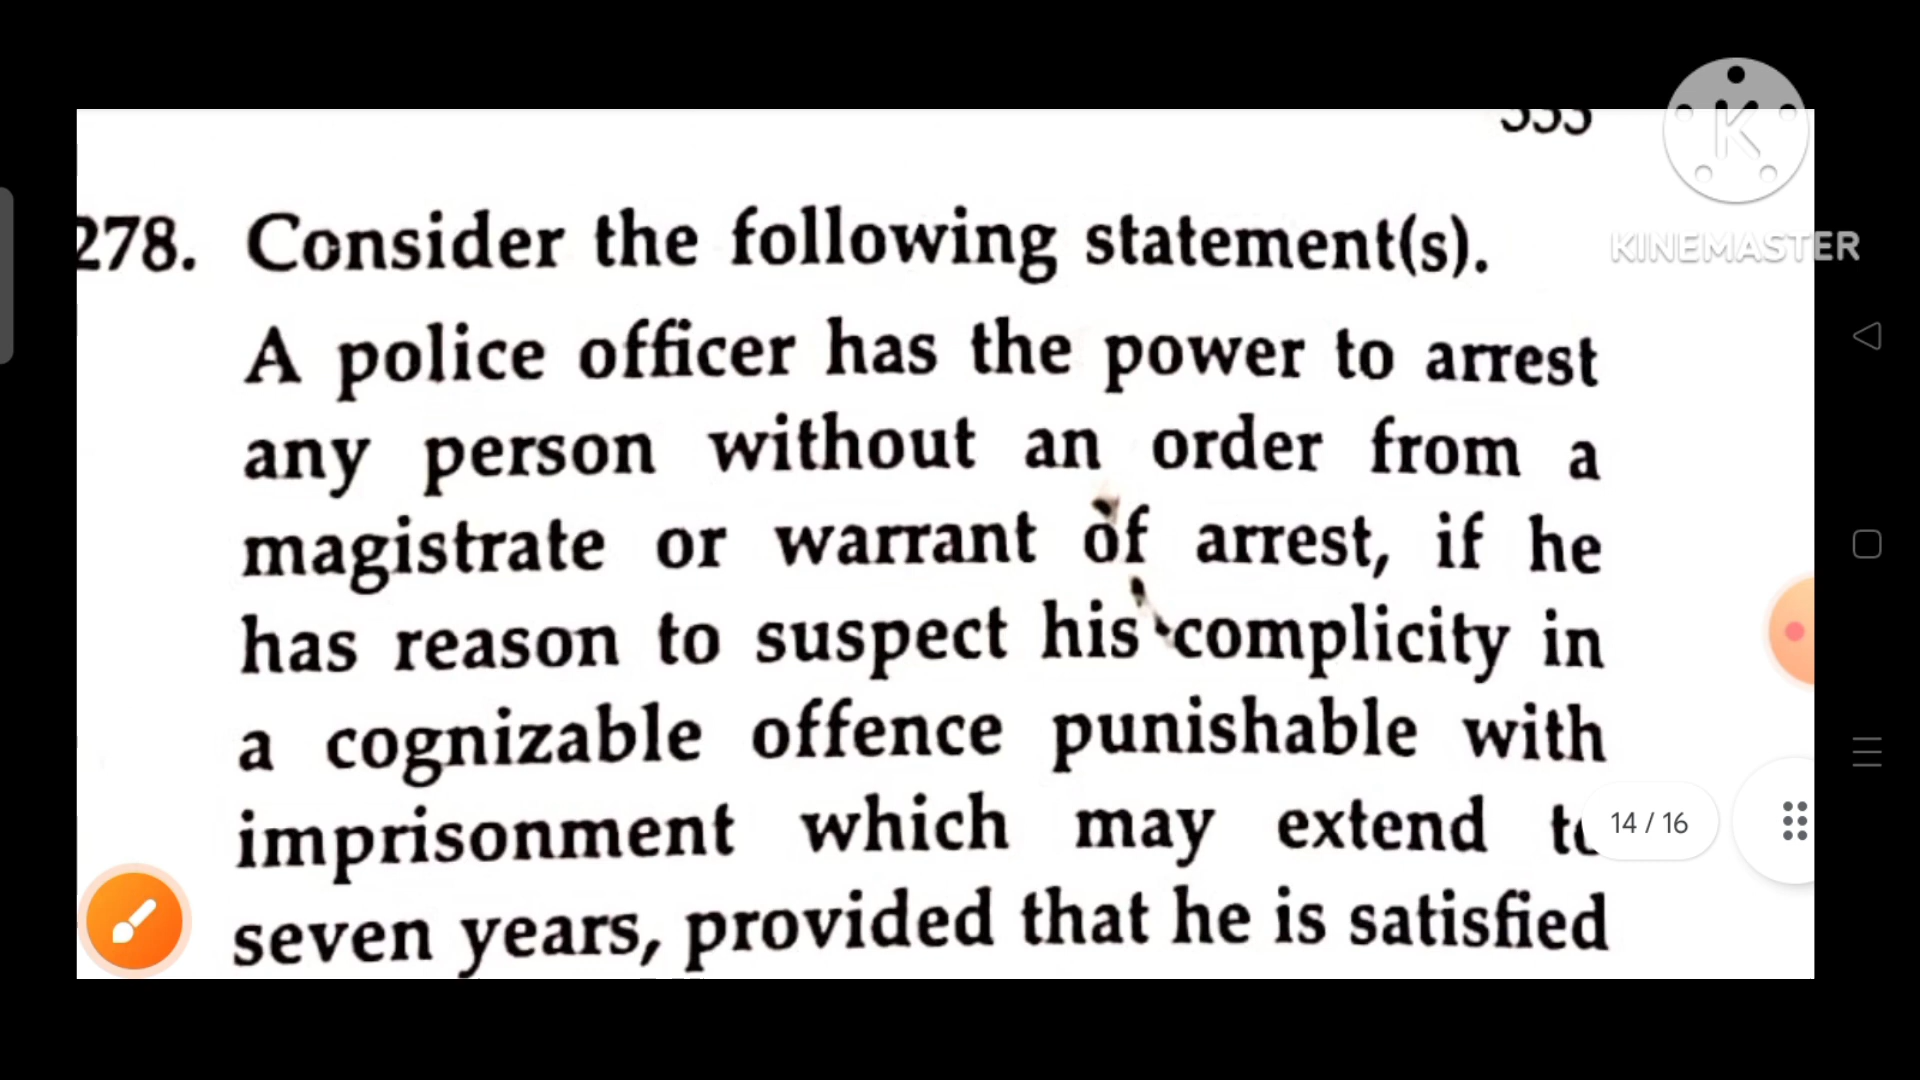 278. Consider the following statement(s).
A police officer has the power to arrest
any person without an order from a
magistrate or warrant of arrest, if he
has reason to suspect his complicity in
a cognizable offence punishable with
imprisonment which may extend to
seven years, provided that he is satisfied
KINEMASTER
14 / 16